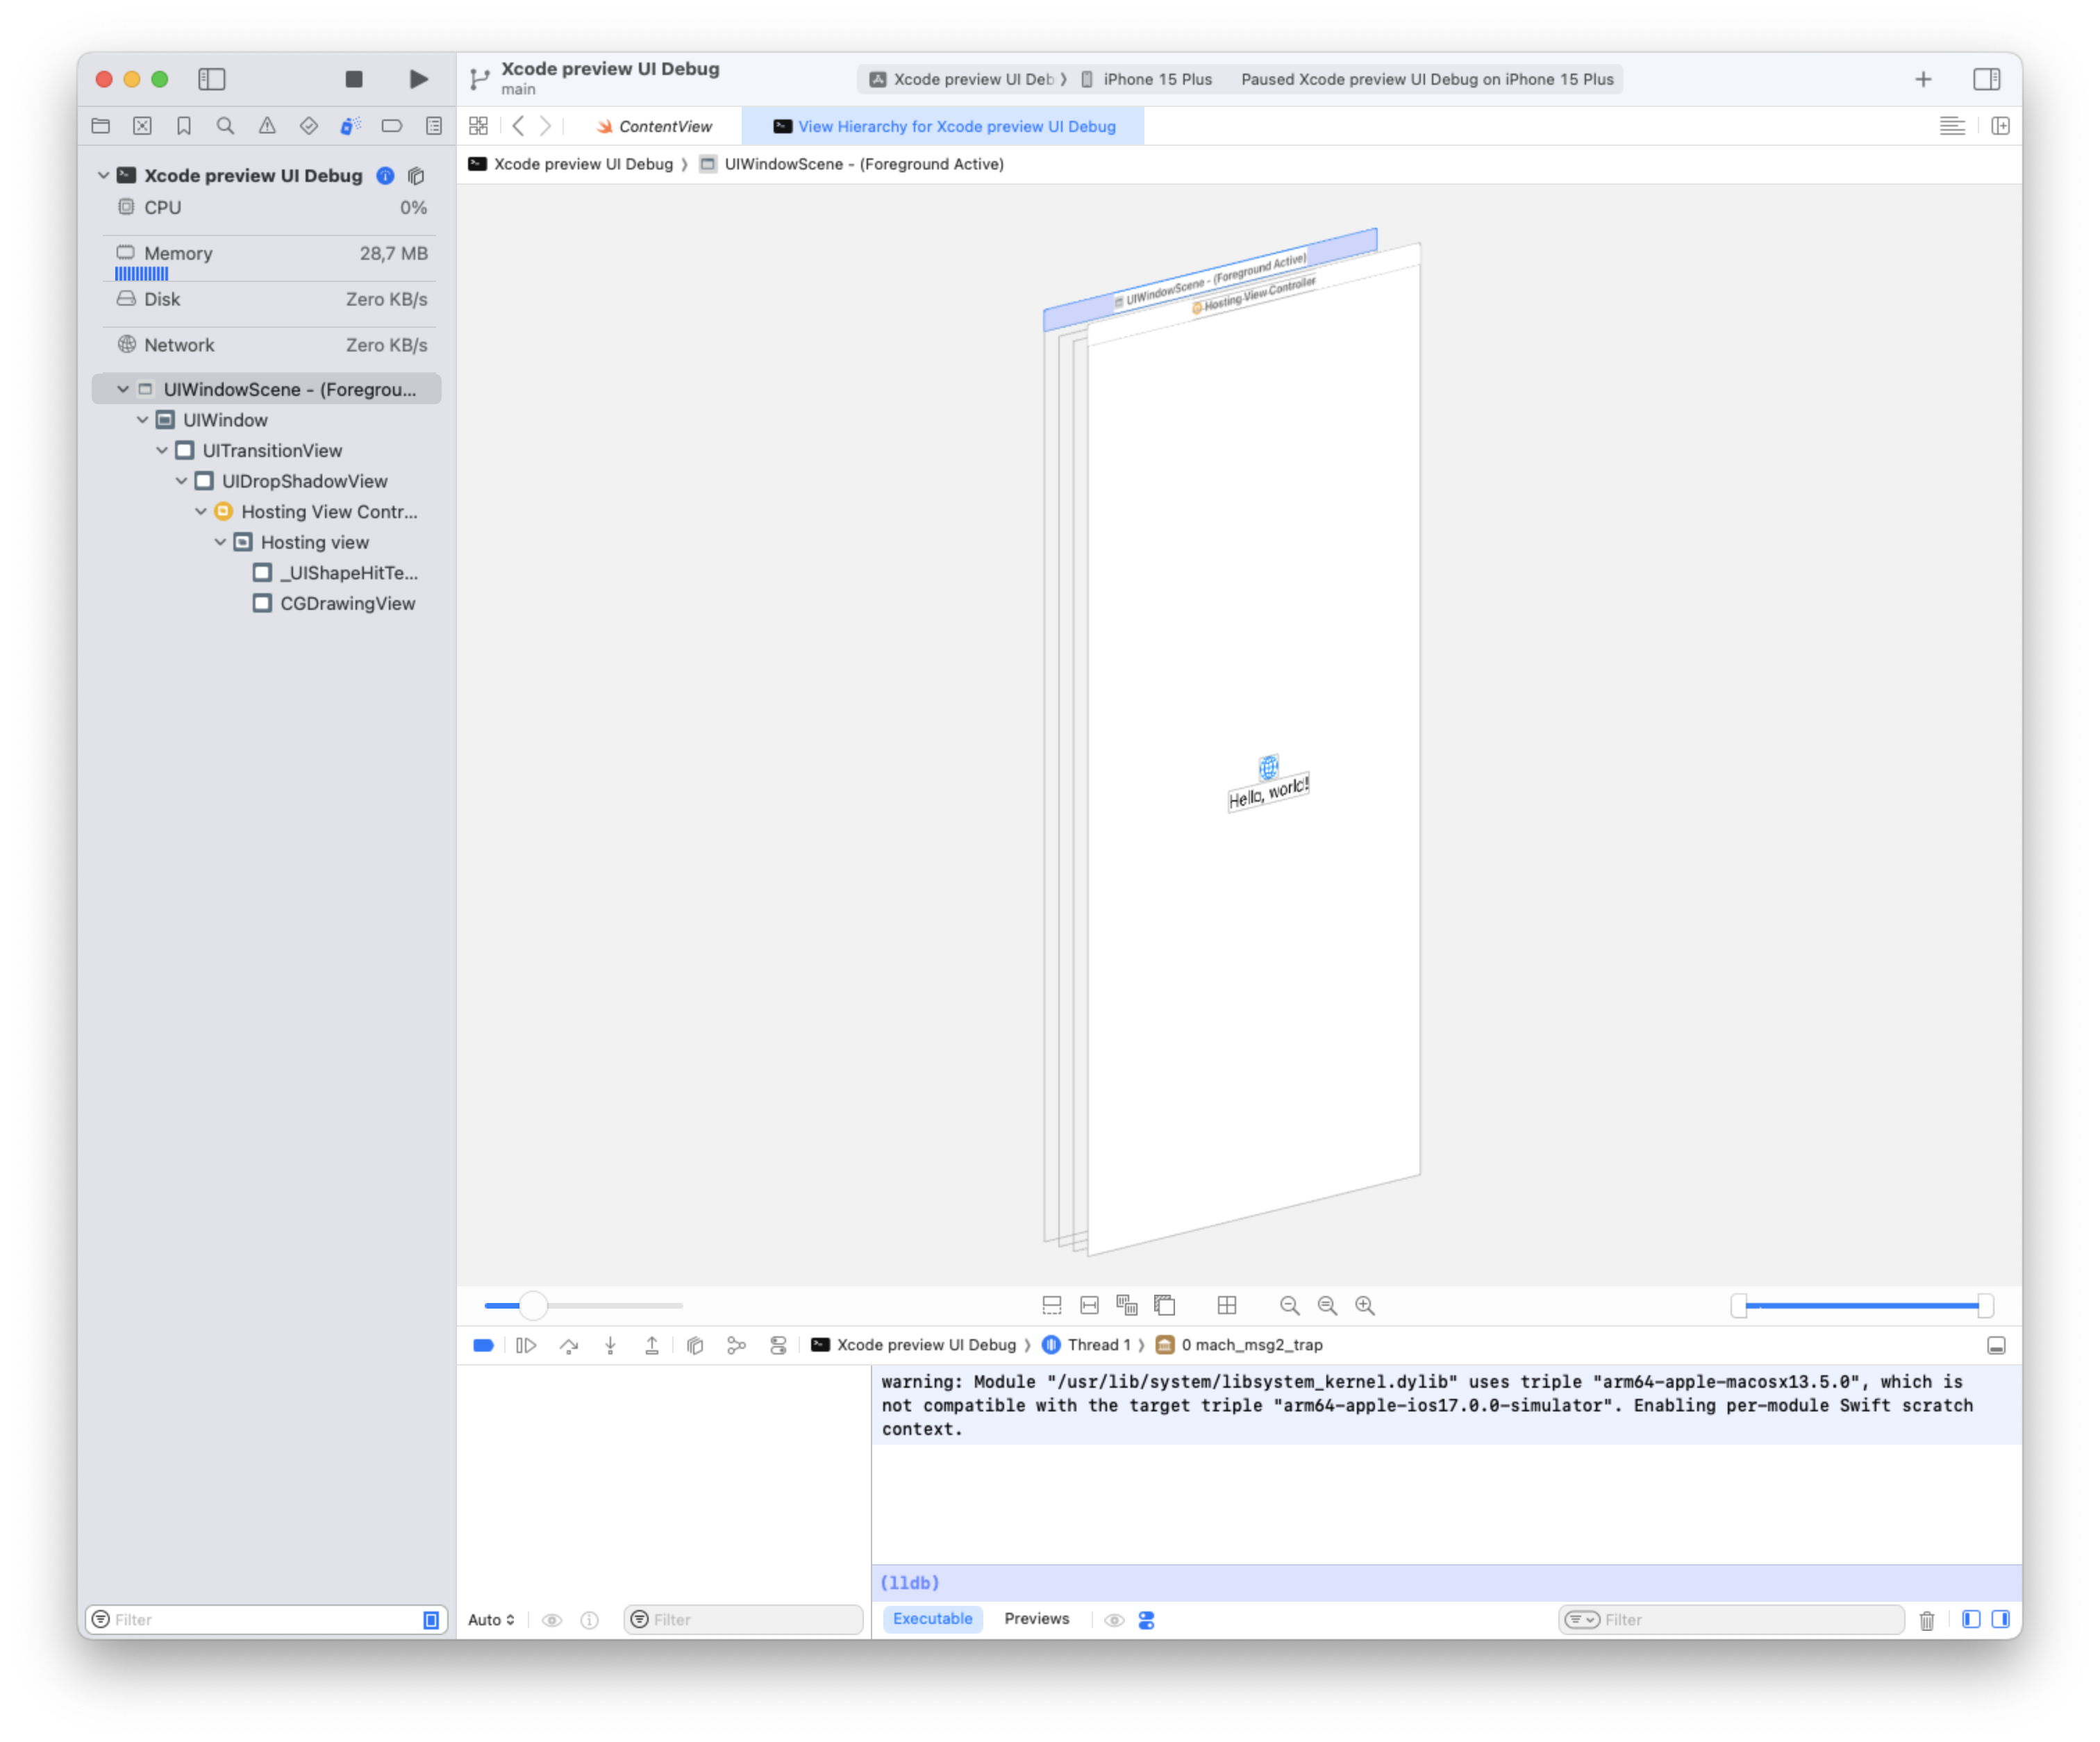 Xcode preview UI Debug
main
Xcode preview UI Deb
iPhone 15 Plus
Paused Xcode preview UI Debug on iPhone 15 Plus
ContentView
View Hierarchy for Xcode preview UI Debug
Xcode preview UI Debug
UIWindowScene - (Foreground Active)
Xcode preview UI Debug
CPU 0%
Memory 28,7 MB
Disk Zero KB/s
Network Zero KB/s
UIWindowScene - (Foregrou...
UIWindow
UITransitionView
UIDropShadowView
Hosting View Contr...
Hosting view
_UIShapeHitTe...
CGDrawingView
UIWindowScene - (Foreground Active)
Hosting View Controller
Hello, world!
Xcode preview UI Debug
Thread 1
0 mach_msg2_trap
warning: Module "/usr/lib/system/libsystem_kernel.dylib" uses triple "arm64-apple-macosx13.5.0", which is
not compatible with the target triple "arm64-apple-ios17.0.0-simulator". Enabling per-module Swift scratch
context.
(lldb)
Filter
Auto
Filter
Executable
Previews
Filter